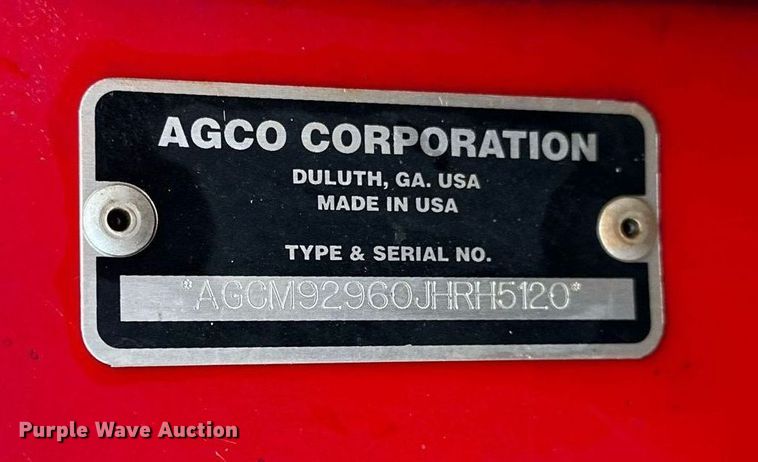 AGCO CORPORATION
DULUTH, GA. USA
MADE IN USA
TYPE & SERIAL NO.
*AGCM92960JHRH5120*
Purple Wave Auction